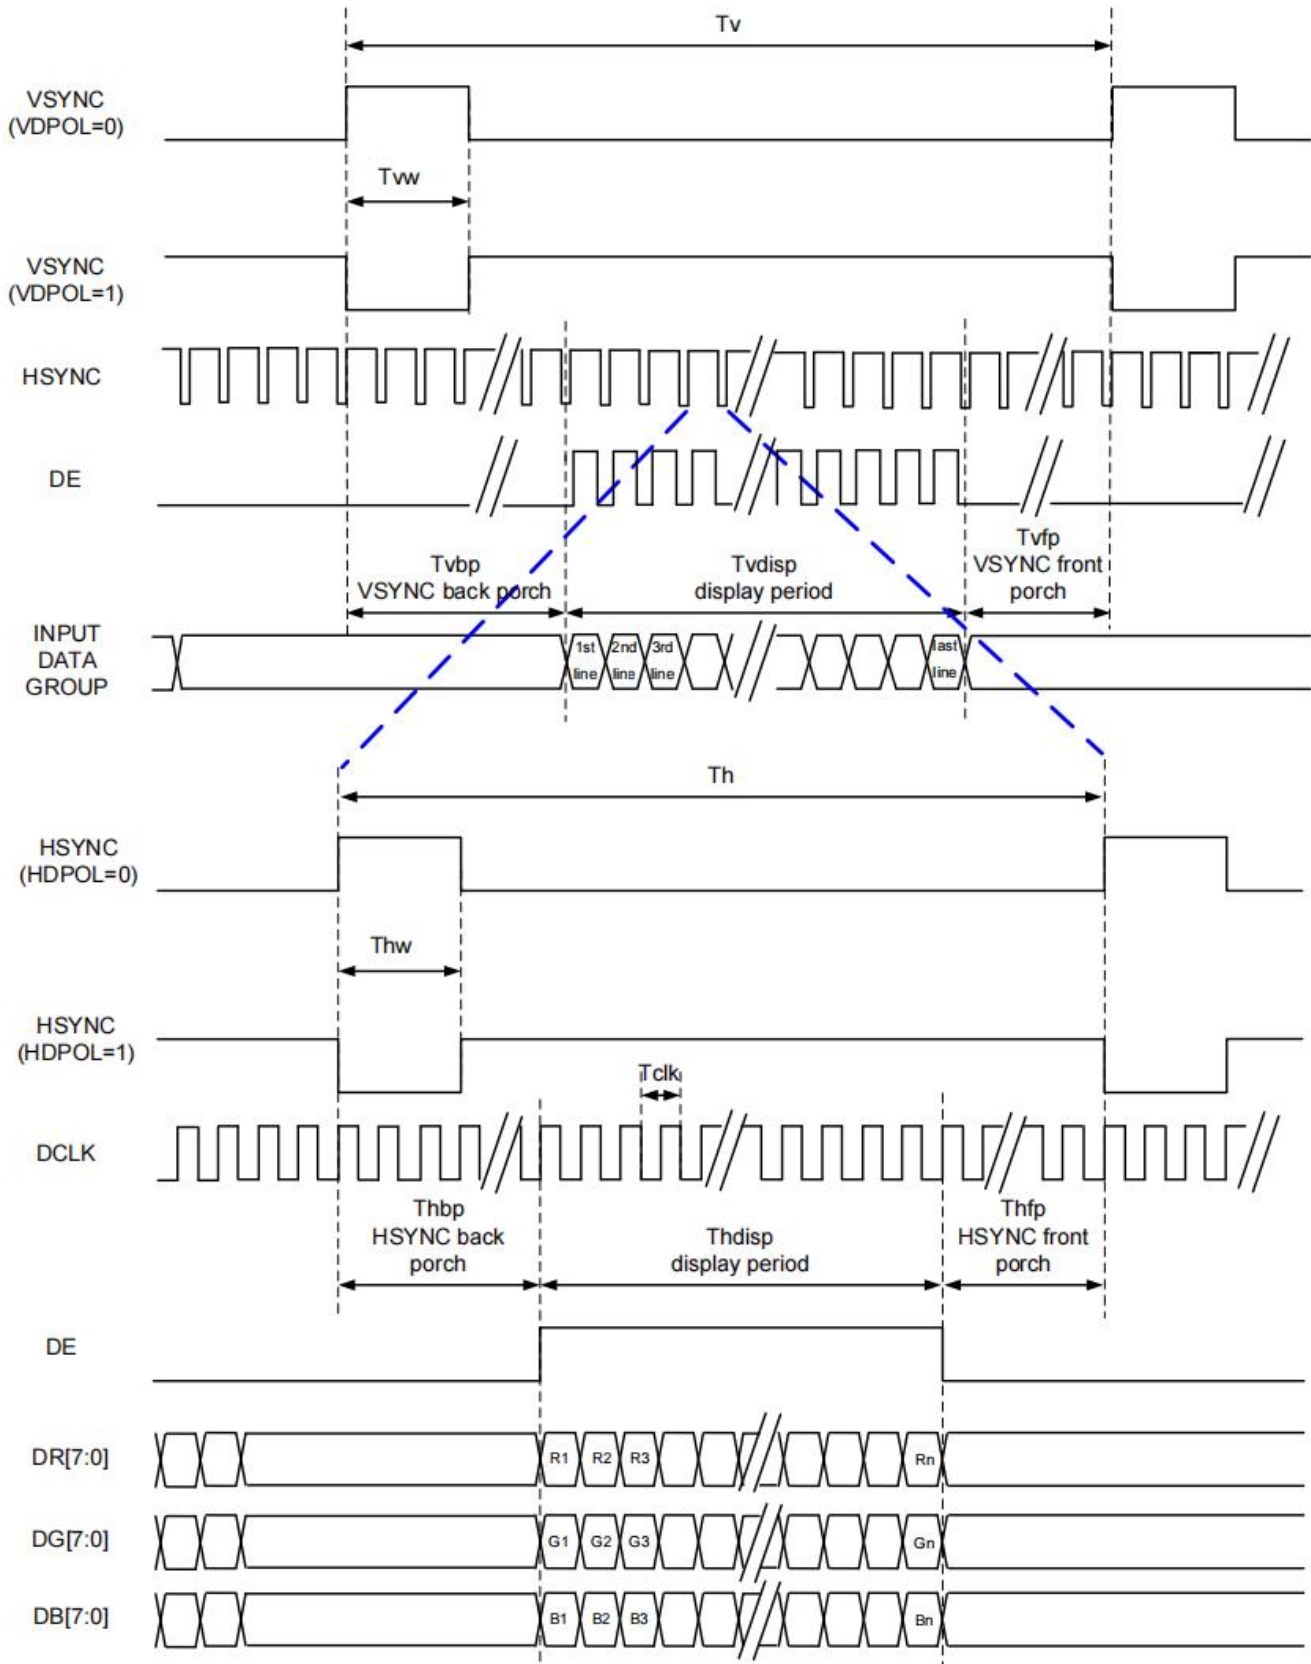 Tv
VSYNC
(VDPOL=0)
Tvw
VSYNC
(VDPOL=1)
HSYNC
DE
Tvbp
VSYNC back porch
Tvdisp
display period
Tvfp
VSYNC front
porch
INPUT
DATA
GROUP
1st
line
2nd
line
3rd
line
last
line
Th
HSYNC
(HDPOL=0)
Thw
HSYNC
(HDPOL=1)
Tclk
DCLK
Thbp
HSYNC back
porch
Thdisp
display period
Thfp
HSYNC front
porch
DE
DR[7:0]
R1 R2 R3 Rn
DG[7:0]
G1 G2 G3 Gn
DB[7:0]
B1 B2 B3 Bn